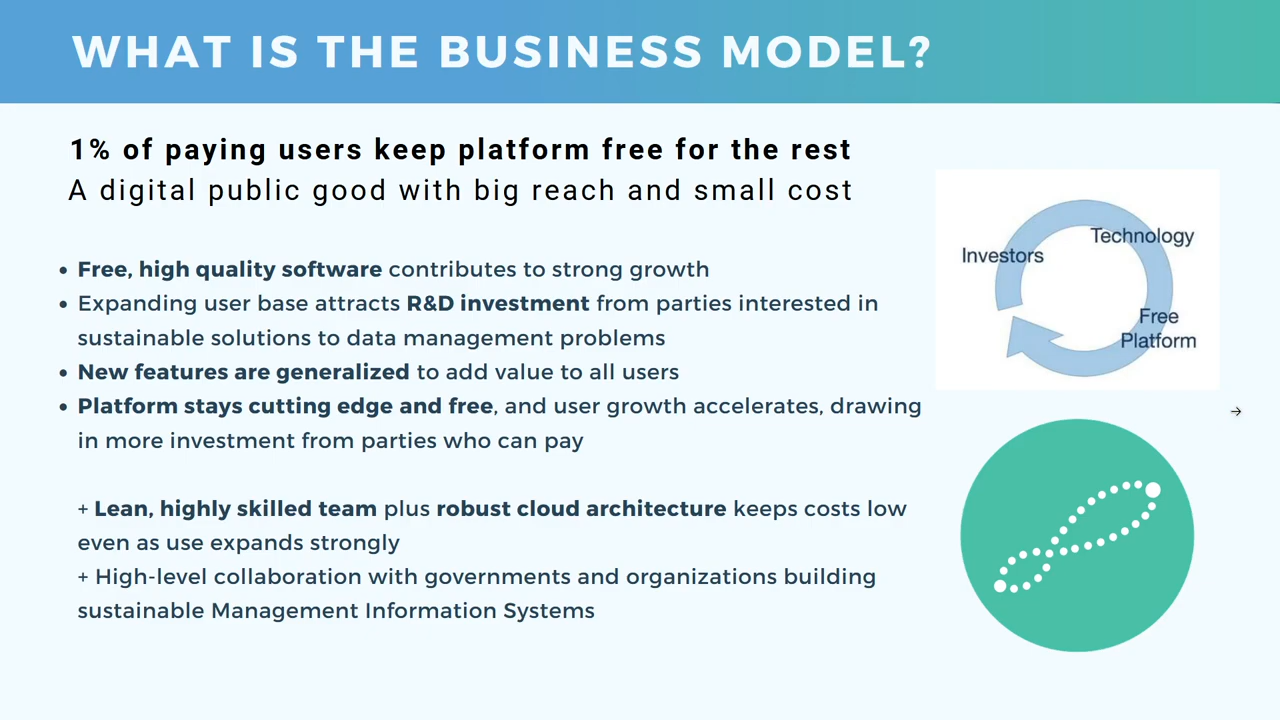 WHAT IS THE BUSINESS MODEL?
1% of paying users keep platform free for the rest
A digital public good with big reach and small cost
• Free, high quality software contributes to strong growth
• Expanding user base attracts R&D investment from parties interested in
sustainable solutions to data management problems
• New features are generalized to add value to all users
• Platform stays cutting edge and free, and user growth accelerates, drawing
in more investment from parties who can pay
+ Lean, highly skilled team plus robust cloud architecture keeps costs low
even as use expands strongly
+ High-level collaboration with governments and organizations building
sustainable Management Information Systems
Technology
Investors
Free
Platform
→